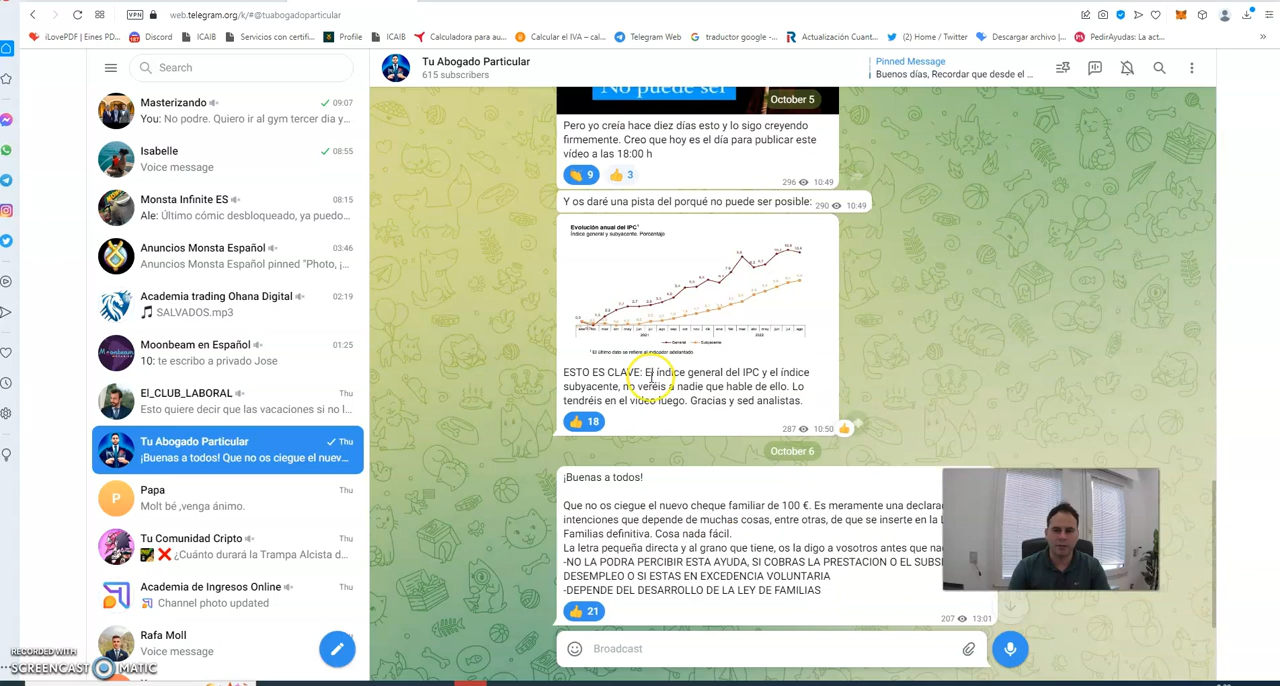 VPN
web.telegram.org/k/#@tuabogadoparticular
iLovePDF | Eines PD...
Discord
ICAIB
Servicios con certifi...
Profile
ICAIB
Calculadora para au...
Calcular el IVA – cal...
Telegram Web
traductor google -...
Actualización Cuant...
(2) Home / Twitter
Descargar archivo |...
PedirAyudas: La act...
Search
Masterizando
09:07
You: No podre. Quiero ir al gym tercer dia y...
Isabelle
08:55
Voice message
Monsta Infinite ES
08:15
Ale: Último cómic desbloqueado, ya puedo...
Anuncios Monsta Español
03:46
Anuncios Monsta Español pinned "Photo, ¡...
Academia trading Ohana Digital
02:19
SALVADOS.mp3
Moonbeam en Español
01:25
10: te escribo a privado Jose
El_CLUB_LABORAL
Thu
Esto quiere decir que las vacaciones si no l...
Tu Abogado Particular
Thu
¡Buenas a todos! Que no os ciegue el nuev...
Papa
Thu
Molt bé ,venga ánimo.
Tu Comunidad Cripto
Thu
¿Cuánto durará la Trampa Alcista d...
Academia de Ingresos Online
Thu
Channel photo updated
Rafa Moll
Thu
Voice message
RECORDED WITH
SCREENCAST MATIC
Tu Abogado Particular
615 subscribers
Pinned Message
Buenos días, Recordar que desde el ...
No puede ser
October 5
Pero yo creía hace diez días esto y lo sigo creyendo
firmemente. Creo que hoy es el día para publicar este
vídeo a las 18:00 h
9
3
296 10:49
Y os daré una pista del porqué no puede ser posible:
290 10:49
Evolución anual del IPC¹
Índice general y subyacente. Porcentaje
2021
2022
General
Subyacente
¹ El último dato se refiere al indicador adelantado
ESTO ES CLAVE: El índice general del IPC y el índice
subyacente, no veréis a nadie que hable de ello. Lo
tendréis en el vídeo luego. Gracias y sed analistas.
18
287 10:50
October 6
¡Buenas a todos!
Que no os ciegue el nuevo cheque familiar de 100 €. Es meramente una declara
intenciones que depende de muchas cosas, entre otras, de que se inserte en la L
Familias definitiva. Cosa nada fácil.
La letra pequeña directa y al grano que tiene, os la digo a vosotros antes que na
-NO LA PODRA PERCIBIR ESTA AYUDA, SI COBRAS LA PRESTACION O EL SUBS
DESEMPLEO O SI ESTAS EN EXCEDENCIA VOLUNTARIA
-DEPENDE DEL DESARROLLO DE LA LEY DE FAMILIAS
21
207 13:01
Broadcast